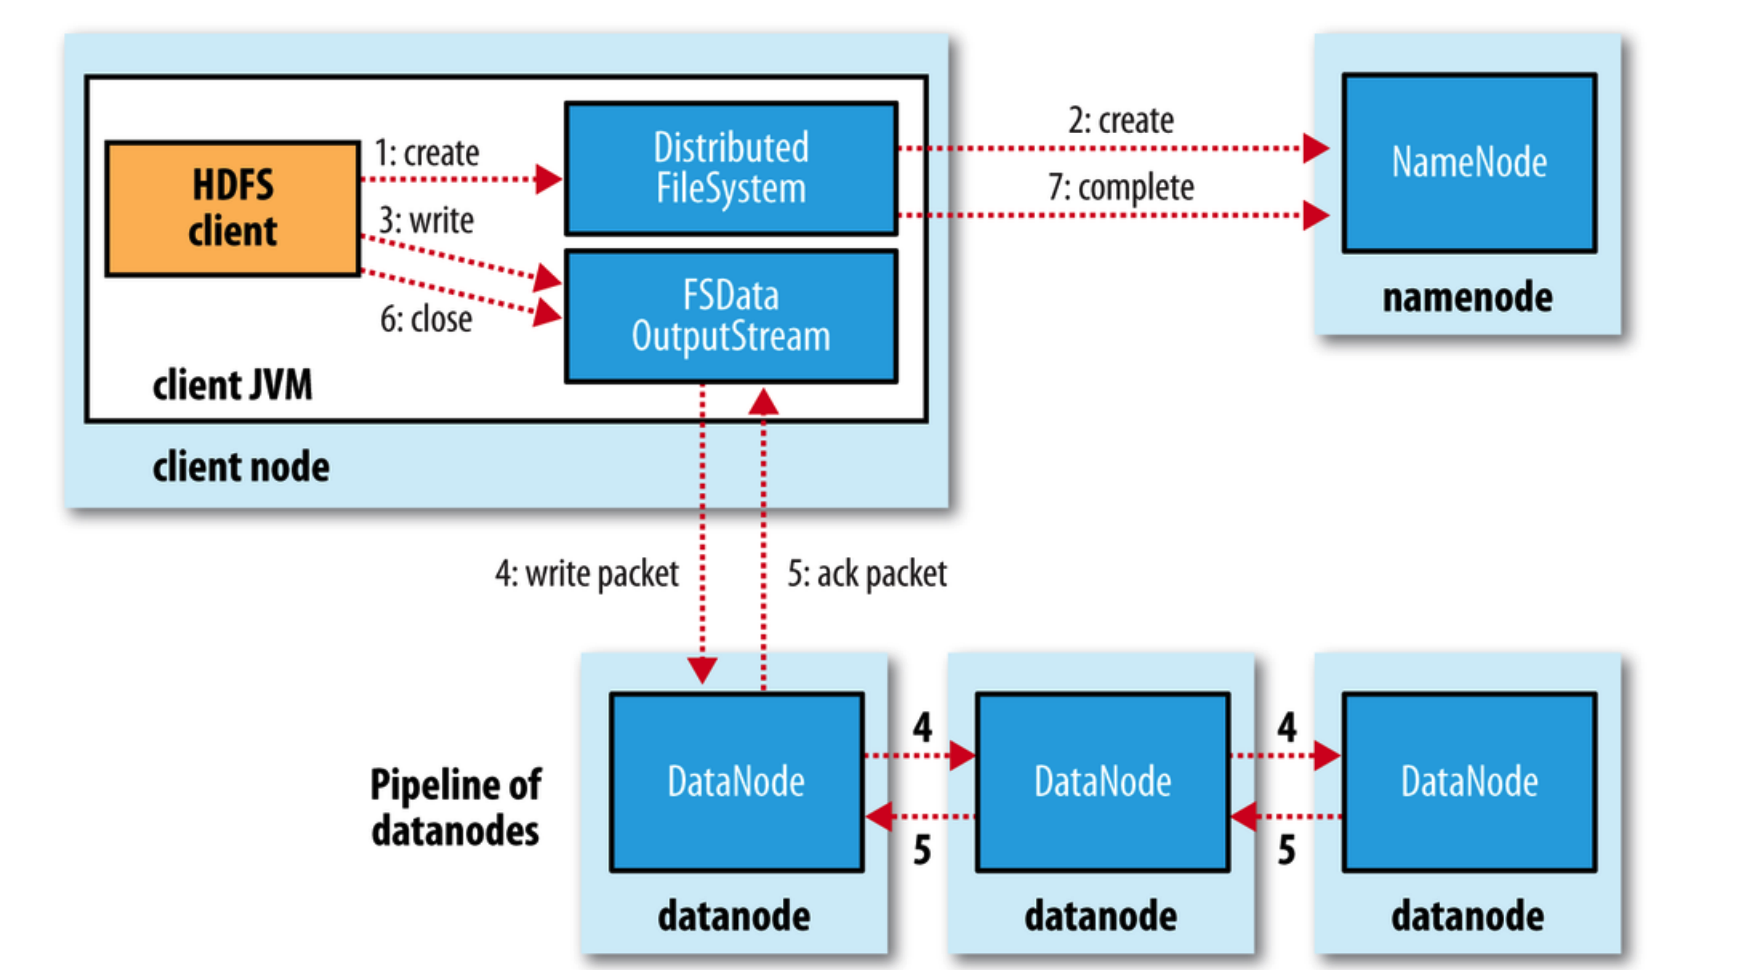 1: create
Distributed
FileSystem
2: create
NameNode
HDFS
client
7: complete
3: write
FSData
OutputStream
namenode
6: close
client JVM
client node
4: write packet
5: ack packet
4
4
DataNode
DataNode
DataNode
Pipeline of
datanodes
5
5
datanode
datanode
datanode